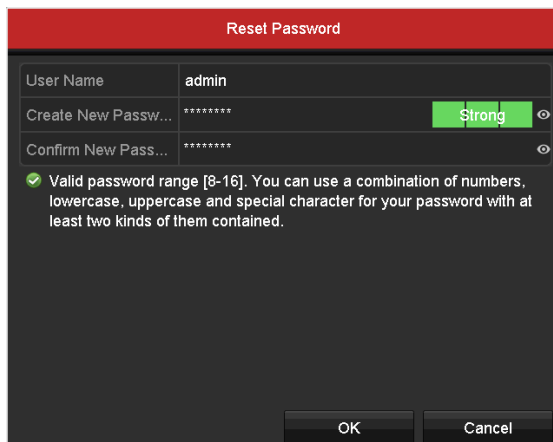 Reset Password
User Name admin
Create New Passw... ******** Strong
Confirm New Pass... ********
Valid password range [8-16]. You can use a combination of numbers,
lowercase, uppercase and special character for your password with at
least two kinds of them contained.
OK Cancel